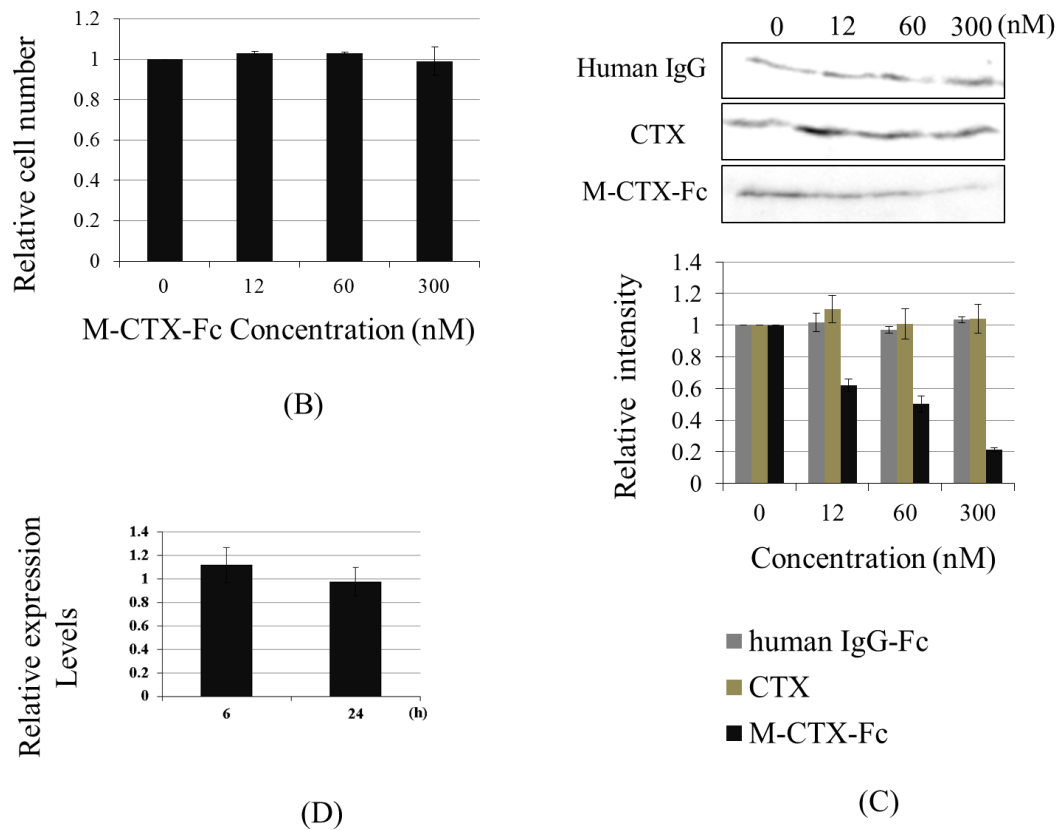 1.2
1
0.8
0.6
0.4
0.2
0
0 12 60 300
Relative cell number
M-CTX-Fc Concentration (nM)
(B)
0 12 60 300 (nM)
Human IgG
CTX
M-CTX-Fc
1.4
1.2
1
0.8
0.6
0.4
0.2
0
0 12 60 300
Relative intensity
Concentration (nM)
human IgG-Fc
CTX
M-CTX-Fc
(C)
1.4
1.2
1
0.8
0.6
0.4
0.2
0
6 24 (h)
Relative expression
Levels
(D)